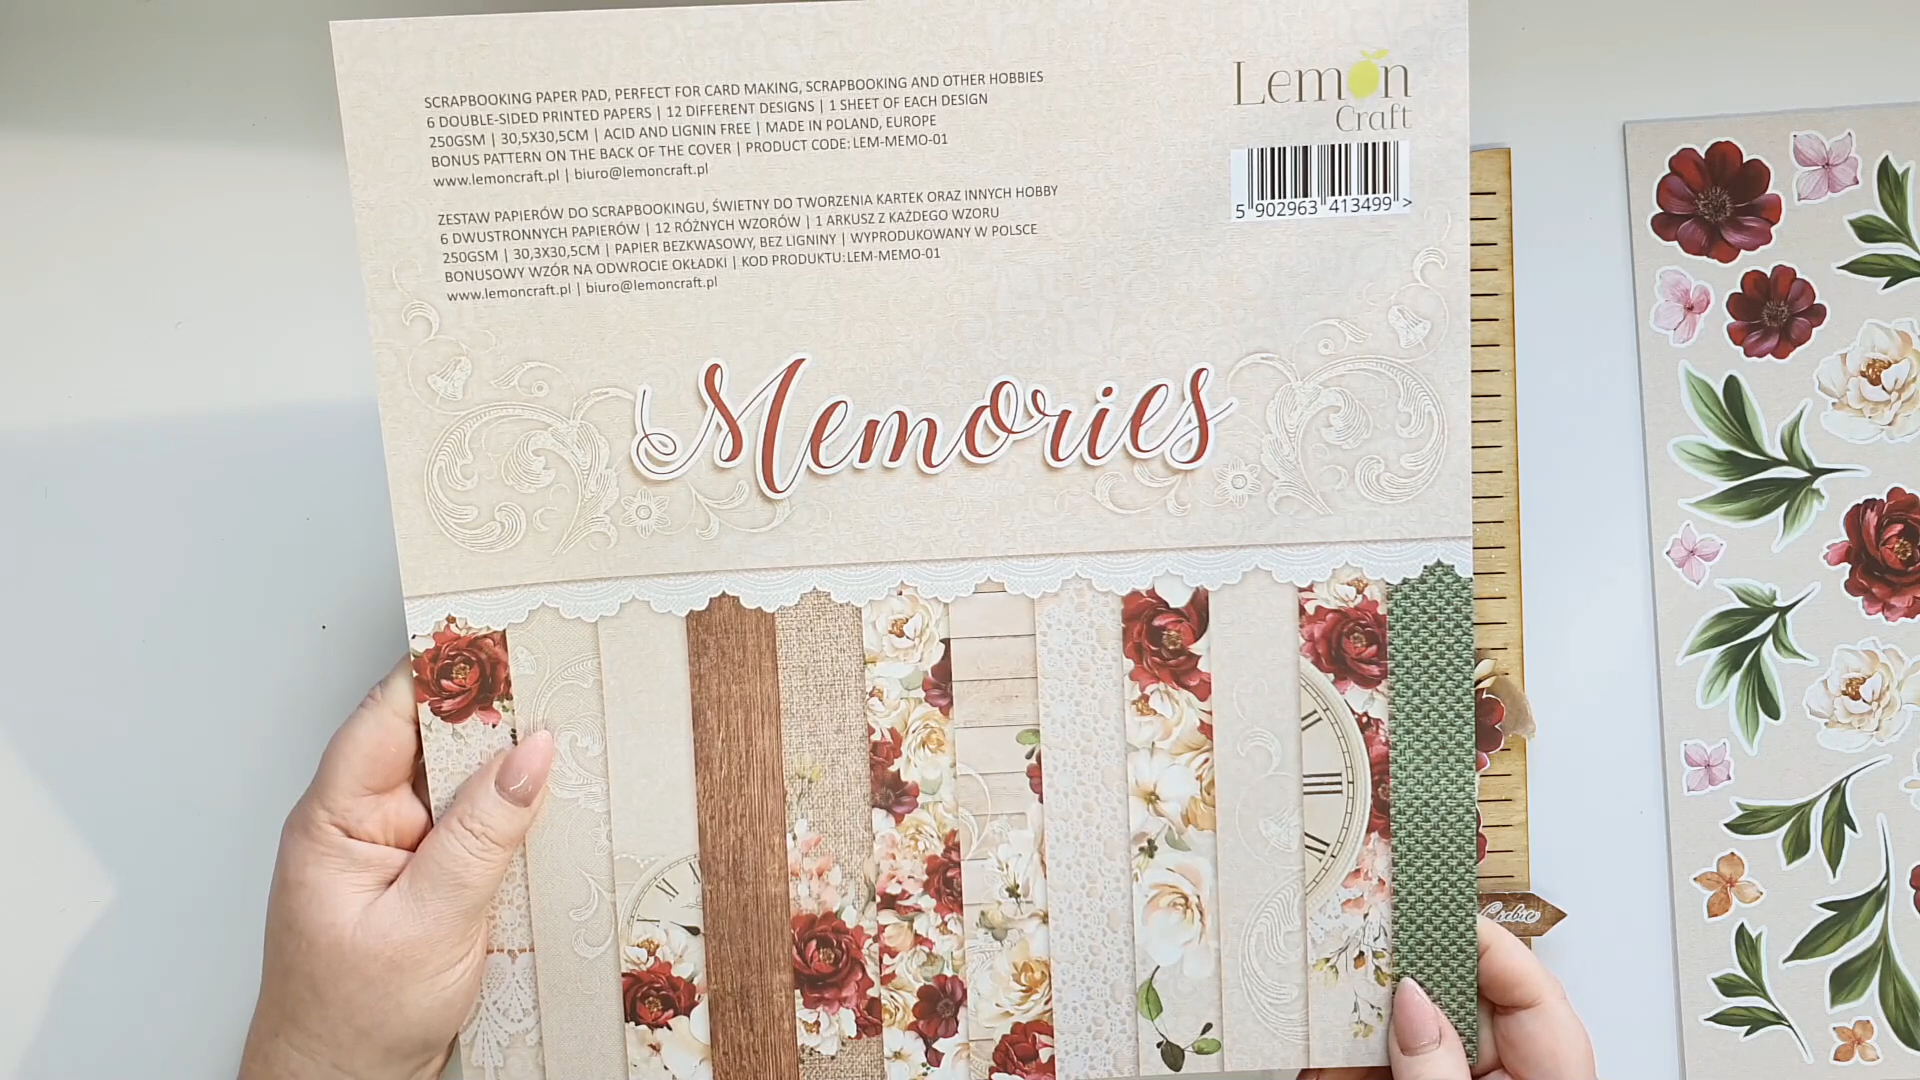 SCRAPBOOKING PAPER PAD, PERFECT FOR CARD MAKING, SCRAPBOOKING AND OTHER HOBBIES
6 DOUBLE-SIDED PRINTED PAPERS | 12 DIFFERENT DESIGNS | 1 SHEET OF EACH DESIGN
250GSM | 30,5X30,5CM | ACID AND LIGNIN FREE | MADE IN POLAND, EUROPE
BONUS PATTERN ON THE BACK OF THE COVER | PRODUCT CODE: LEM-MEMO-01
www.lemoncraft.pl | biuro@lemoncraft.pl
ZESTAW PAPIERÓW DO SCRAPBOOKINGU, ŚWIETNY DO TWORZENIA KARTEK ORAZ INNYCH HOBBY
6 DWUSTRONNYCH PAPIERÓW | 12 RÓŻNYCH WZORÓW | 1 ARKUSZ Z KAŻDEGO WZORU
250GSM | 30,3X30,5CM | PAPIER BEZKWASOWY, BEZ LIGNINY | WYPRODUKOWANY W POLSCE
BONUSOWY WZÓR NA ODWROCIE OKŁADKI | KOD PRODUKTU: LEM-MEMO-01
www.lemoncraft.pl | biuro@lemoncraft.pl
Lemon
Craft
5 902963 413499 >
Memories